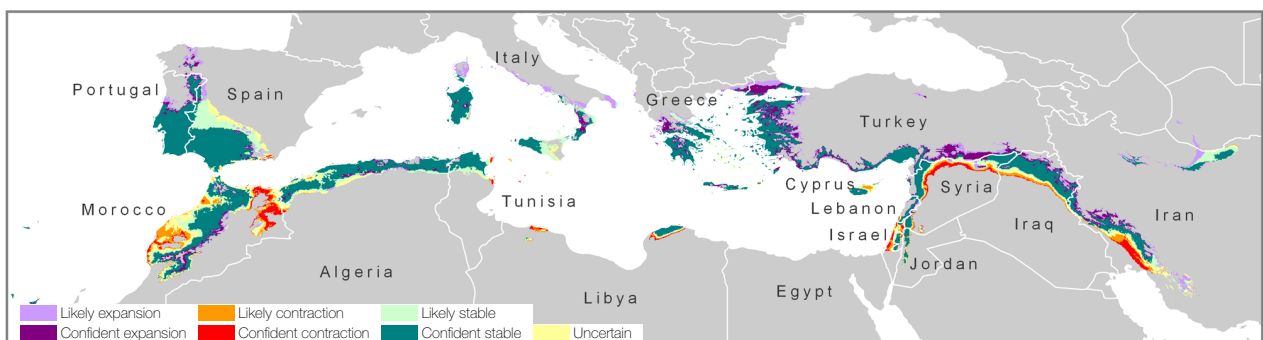 Italy
Portugal
Spain
Greece
Turkey
Cyprus
Syria
Morocco
Tunisia
Lebanon
Iran
Iraq
Israel
Jordan
Algeria
Egypt
Libya
Likely expansion Likely contraction Likely stable
Confident expansion Confident contraction Confident stable Uncertain